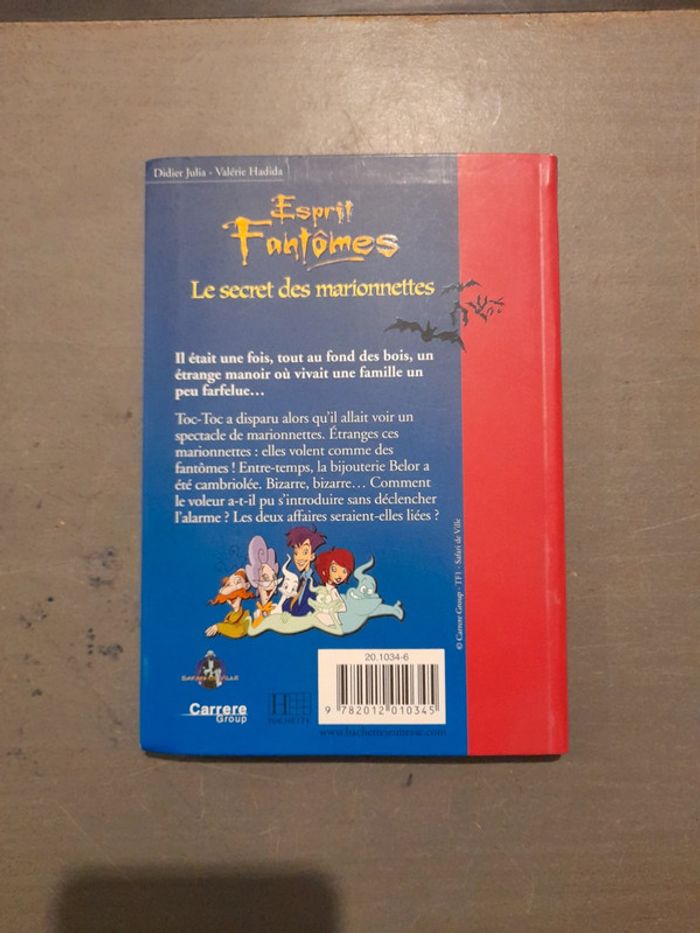 Didier Julia - Valérie Hadida
Esprit
Fantômes
Le secret des marionnettes
Il était une fois, tout au fond des bois, un
étrange manoir où vivait une famille un
peu farfelue…
Toc-Toc a disparu alors qu'il allait voir un
spectacle de marionnettes. Étranges ces
marionnettes : elles volent comme des
fantômes ! Entre-temps, la bijouterie Belor a
été cambriolée. Bizarre, bizarre… Comment
le voleur a-t-il pu s'introduire sans déclencher
l'alarme ? Les deux affaires seraient-elles liées ?
© Carrere Group - TF1 - Safari de Ville
20.1034-6
9 782012 010345
Safari de Ville
Carrere
Group
H
HACHETTE
www.hachettejeunesse.com